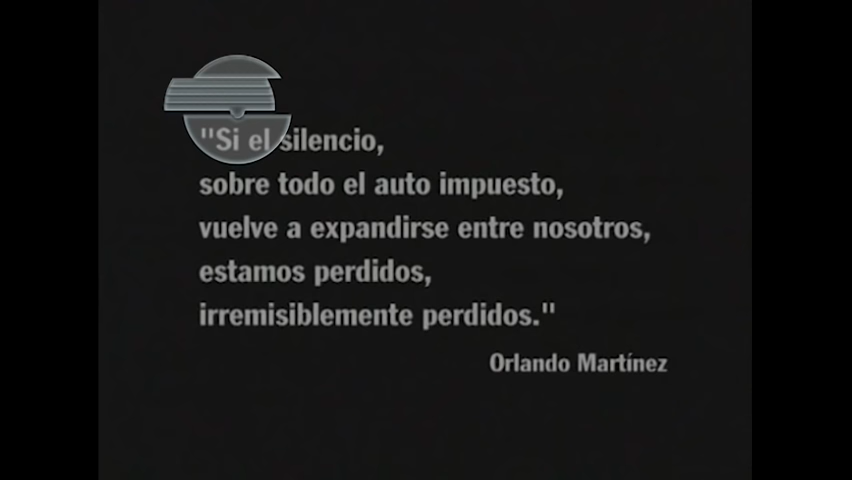 "Si el silencio,
sobre todo el auto impuesto,
vuelve a expandirse entre nosotros,
estamos perdidos,
irremisiblemente perdidos."
Orlando Martínez